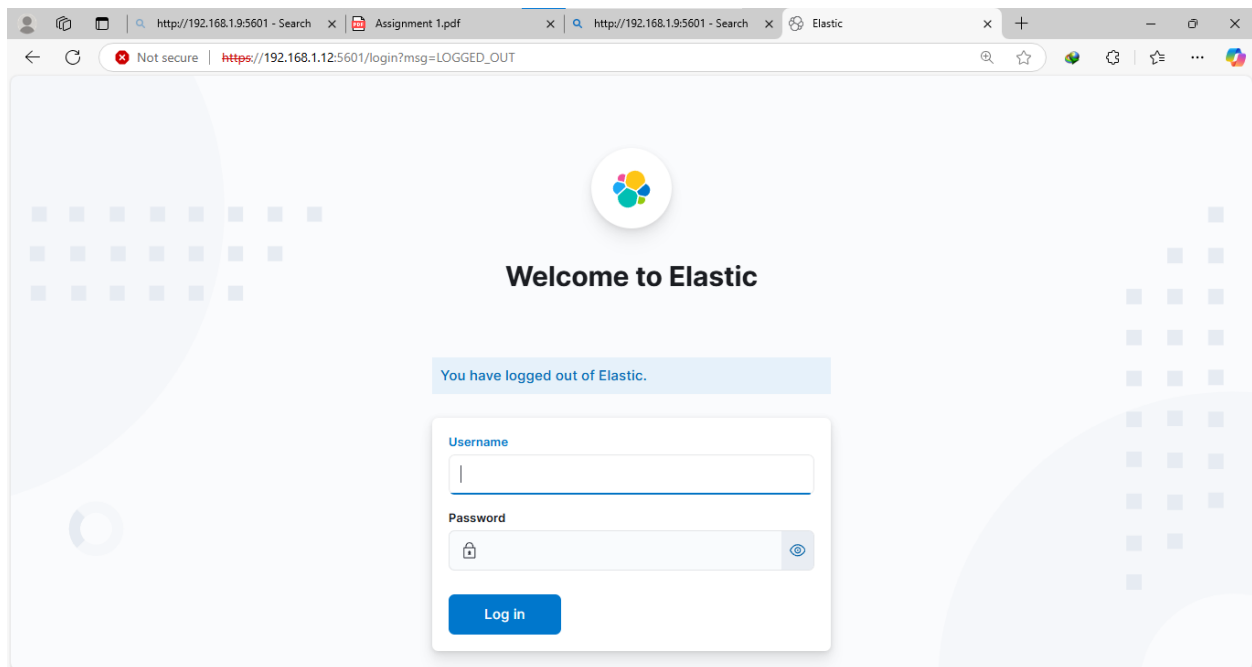 http://192.168.1.9:5601 - Search
Assignment 1.pdf
http://192.168.1.9:5601 - Search
Elastic
Not secure
https://192.168.1.12:5601/login?msg=LOGGED_OUT
Welcome to Elastic
You have logged out of Elastic.
Username
Password
Log in